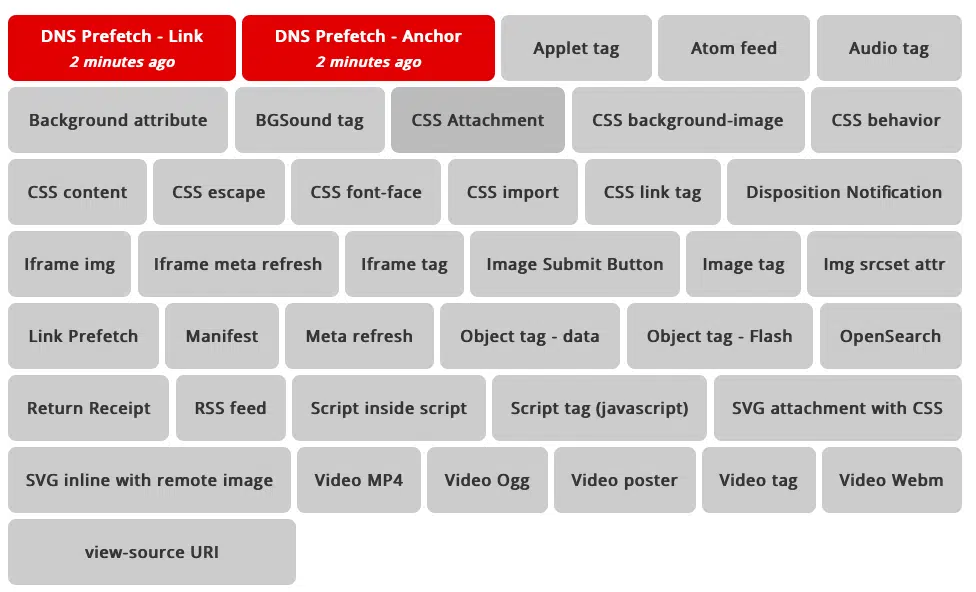 DNS Prefetch - Link
2 minutes ago
DNS Prefetch - Anchor
2 minutes ago
Applet tag
Atom feed
Audio tag
Background attribute
BGSound tag
CSS Attachment
CSS background-image
CSS behavior
CSS content
CSS escape
CSS font-face
CSS import
CSS link tag
Disposition Notification
Iframe img
Iframe meta refresh
Iframe tag
Image Submit Button
Image tag
Img srcset attr
Link Prefetch
Manifest
Meta refresh
Object tag - data
Object tag - Flash
OpenSearch
Return Receipt
RSS feed
Script inside script
Script tag (javascript)
SVG attachment with CSS
SVG inline with remote image
Video MP4
Video Ogg
Video poster
Video tag
Video Webm
view-source URI